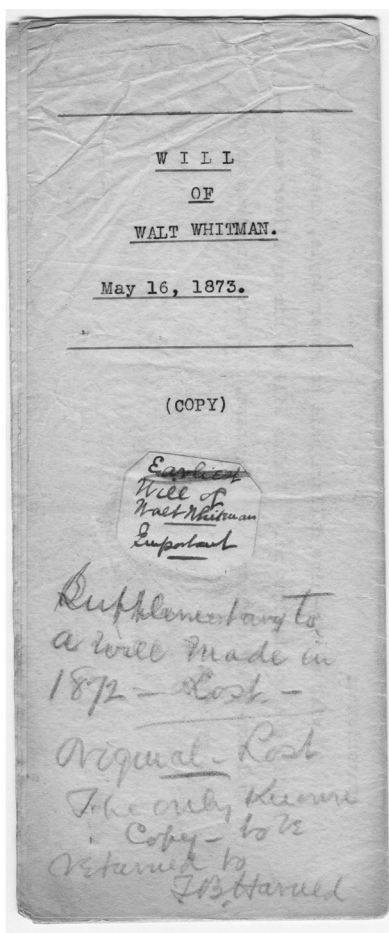 W I L L
OF
WALT WHITMAN.
May 16, 1873.
(COPY)
Earliest
Will of
Walt Whitman
Important
Supplementary to
a will made in
1872 — Lost. —
Original — Lost
The only Known
Copy — to be
returned to
T.B. Harned